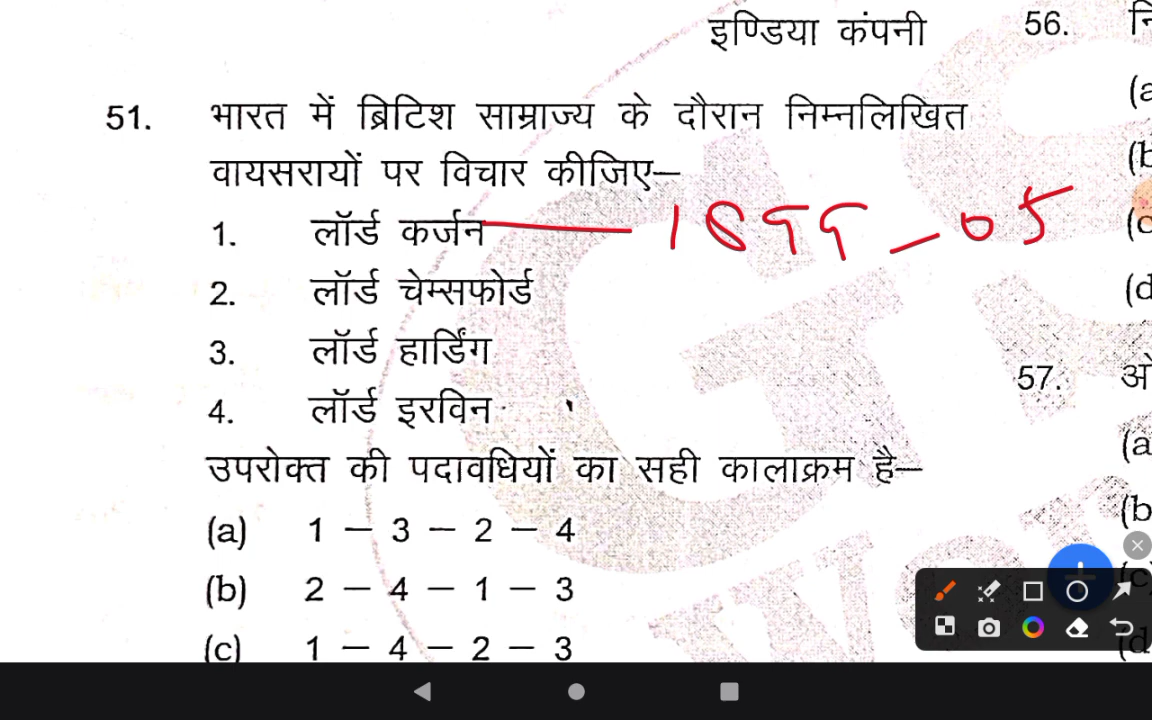 इण्डिया कंपनी
51. भारत में ब्रिटिश साम्राज्य के दौरान निम्नलिखित
वायसरायों पर विचार कीजिए–
1. लॉर्ड कर्जन — 1899 - 05
2. लॉर्ड चेम्सफोर्ड
3. लॉर्ड हार्डिंग
4. लॉर्ड इरविन
उपरोक्त की पदावधियों का सही कालाक्रम है–
(a) 1 – 3 – 2 – 4
(b) 2 – 4 – 1 – 3
(c) 1 – 4 – 2 – 3
56.
(a
(b
(c
(d
57.
(a
(b
(c
(d